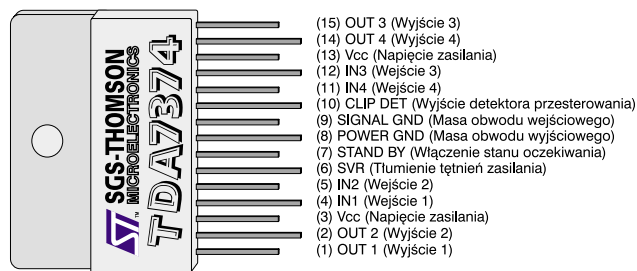 SGS-THOMSON
MICROELECTRONICS
TDA7374
ST™
(15) OUT 3 (Wyjście 3)
(14) OUT 4 (Wyjście 4)
(13) Vcc (Napięcie zasilania)
(12) IN3 (Wejście 3)
(11) IN4 (Wejście 4)
(10) CLIP DET (Wyjście detektora przesterowania)
(9) SIGNAL GND (Masa obwodu wejściowego)
(8) POWER GND (Masa obwodu wyjściowego)
(7) STAND BY (Włączenie stanu oczekiwania)
(6) SVR (Tłumienie tętnień zasilania)
(5) IN2 (Wejście 2)
(4) IN1 (Wejście 1)
(3) Vcc (Napięcie zasilania)
(2) OUT 2 (Wyjście 2)
(1) OUT 1 (Wyjście 1)